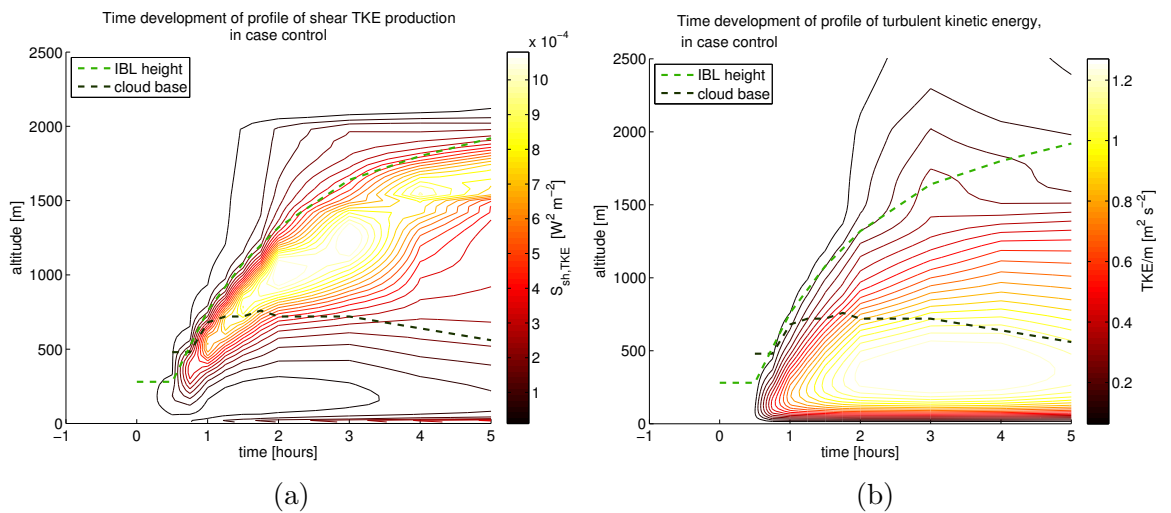 Time development of profile of shear TKE production
in case control
x 10⁻⁴
2500
2000
1500
1000
500
0
altitude [m]
IBL height
cloud base
−1
0
1
2
3
4
5
time [hours]
10
9
8
7
6
5
4
3
2
1
S_sh,TKE [W² m⁻²]
(a)
Time development of profile of turbulent kinetic energy,
in case control
2500
2000
1500
1000
500
0
altitude [m]
IBL height
cloud base
−1
0
1
2
3
4
5
time [hours]
1.2
1
0.8
0.6
0.4
0.2
TKE/m [m² s⁻²]
(b)